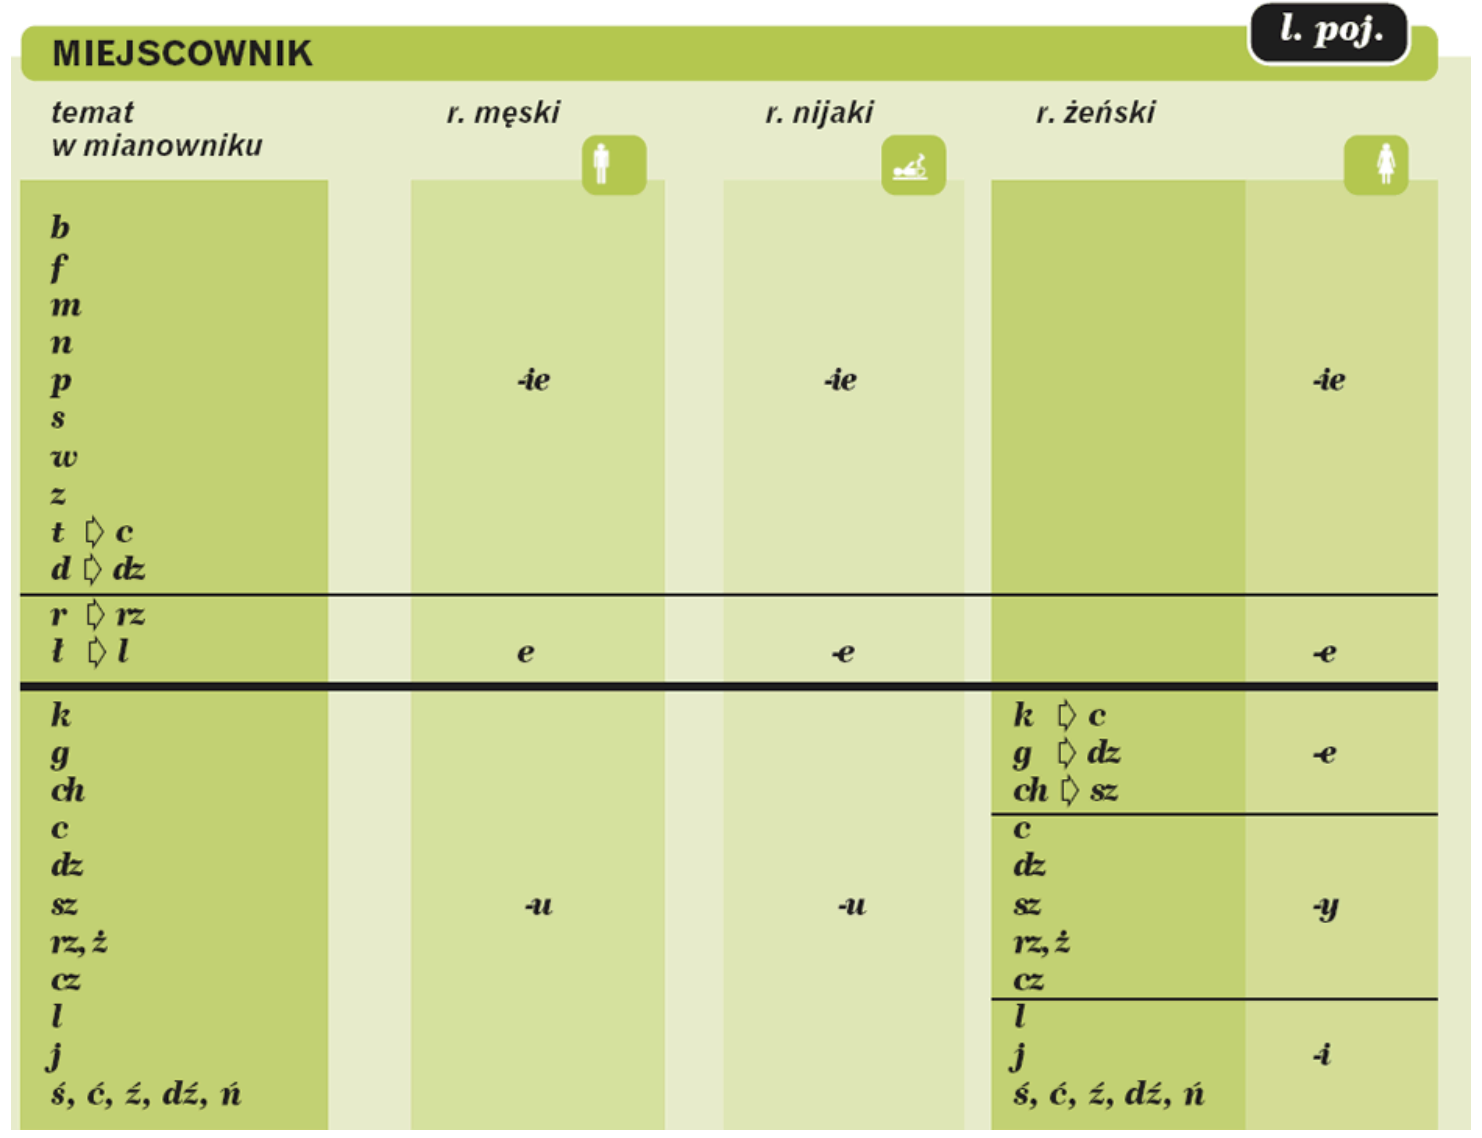 l. poj.
MIEJSCOWNIK
temat r. męski r. nijaki r. żeński
w mianowniku
b
f
m
n
p -ie -ie -ie
s
w
z
t c
d dz
r rz
ł l e -e -e
k k c
g g dz -e
ch ch sz
c c
dz dz
sz -u -u sz -y
rz, ż rz, ż
cz cz
l l
j j -i
ś, ć, ź, dź, ń ś, ć, ź, dź, ń